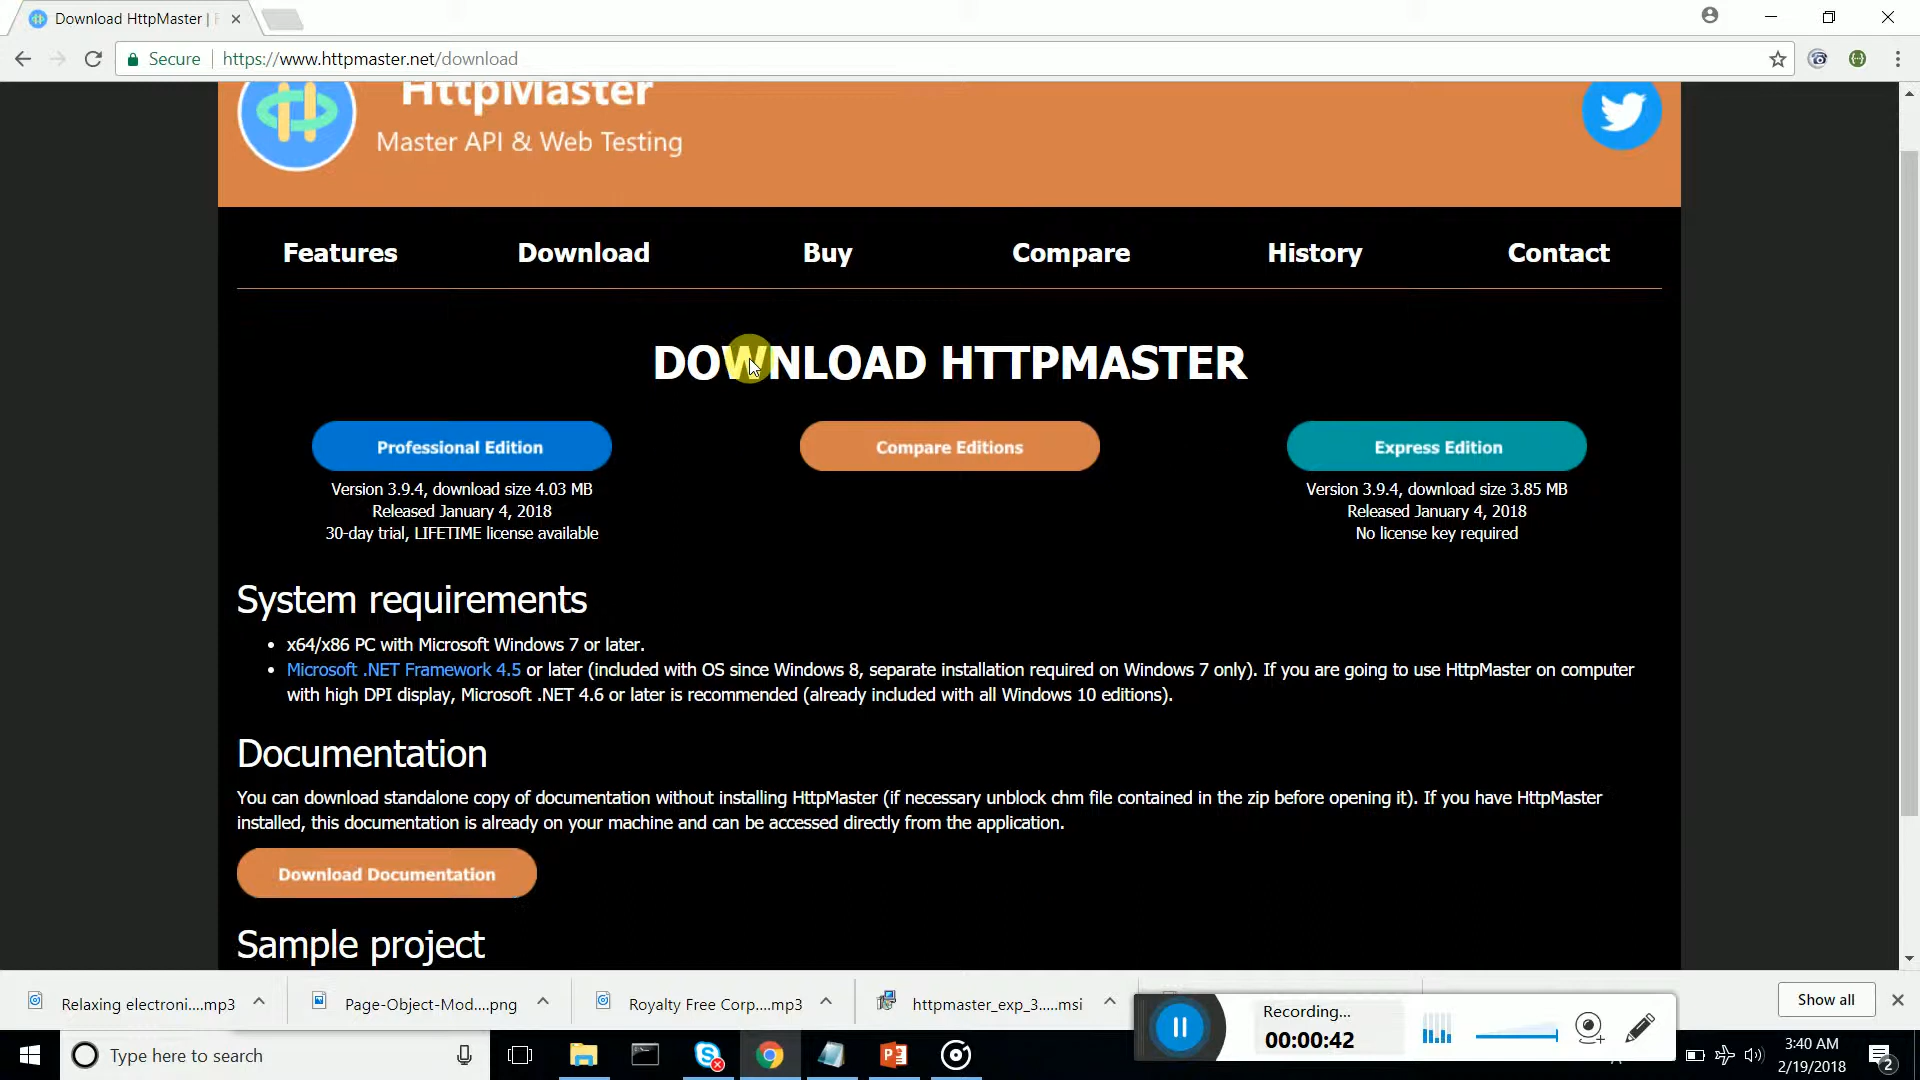 Download HttpMaster |
Secure https://www.httpmaster.net/download
HttpMaster
Master API & Web Testing
Features Download Buy Compare History Contact
DOWNLOAD HTTPMASTER
Professional Edition
Version 3.9.4, download size 4.03 MB
Released January 4, 2018
30-day trial, LIFETIME license available
Compare Editions
Express Edition
Version 3.9.4, download size 3.85 MB
Released January 4, 2018
No license key required
System requirements
• x64/x86 PC with Microsoft Windows 7 or later.
• Microsoft .NET Framework 4.5 or later (included with OS since Windows 8, separate installation required on Windows 7 only). If you are going to use HttpMaster on computer
with high DPI display, Microsoft .NET 4.6 or later is recommended (already included with all Windows 10 editions).
Documentation
You can download standalone copy of documentation without installing HttpMaster (if necessary unblock chm file contained in the zip before opening it). If you have HttpMaster
installed, this documentation is already on your machine and can be accessed directly from the application.
Download Documentation
Sample project
Relaxing electroni....mp3 Page-Object-Mod....png Royalty Free Corp....mp3 httpmaster_exp_3.....msi Show all
Recording...
00:00:42
Type here to search
3:40 AM
2/19/2018
2